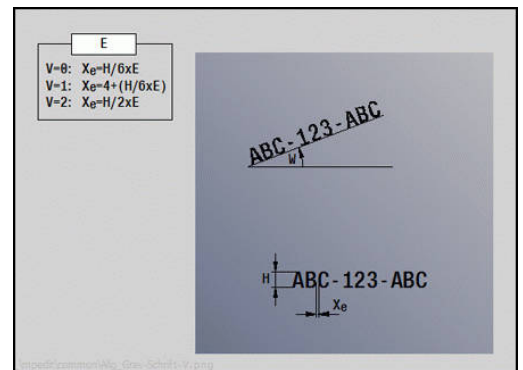 E
V=0: Xe=H/6xE
V=1: Xe=4+(H/6xE)
V=2: Xe=H/2xE
ABC-123-ABC
W
H
ABC-123-ABC
Xe